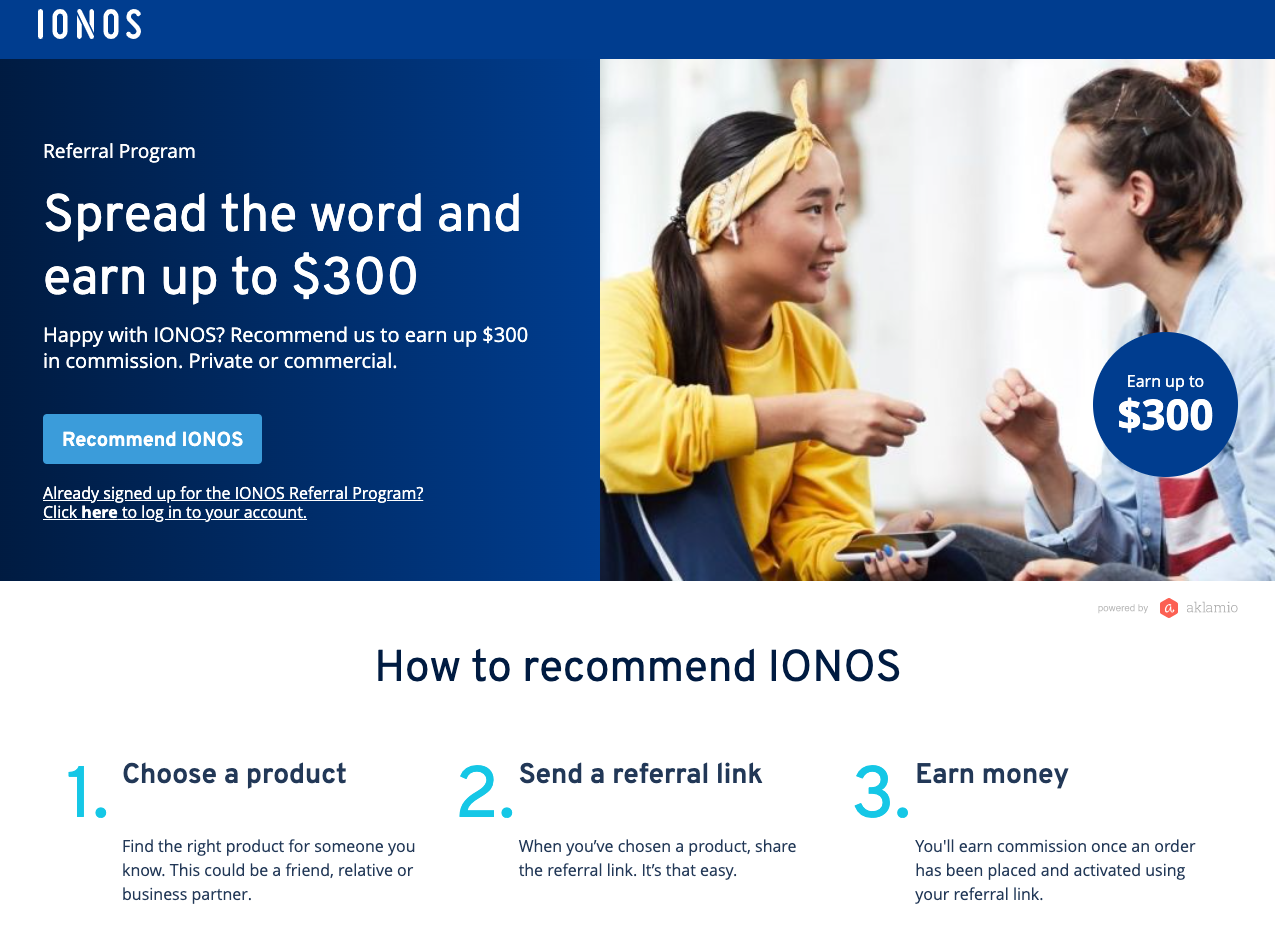 IONOS
Referral Program
Spread the word and
earn up to $300
Happy with IONOS? Recommend us to earn up $300
in commission. Private or commercial.
Recommend IONOS
Already signed up for the IONOS Referral Program?
Click here to log in to your account.
Earn up to
$300
powered by a aklamio
How to recommend IONOS
1. Choose a product
Find the right product for someone you
know. This could be a friend, relative or
business partner.
2. Send a referral link
When you’ve chosen a product, share
the referral link. It’s that easy.
3. Earn money
You'll earn commission once an order
has been placed and activated using
your referral link.